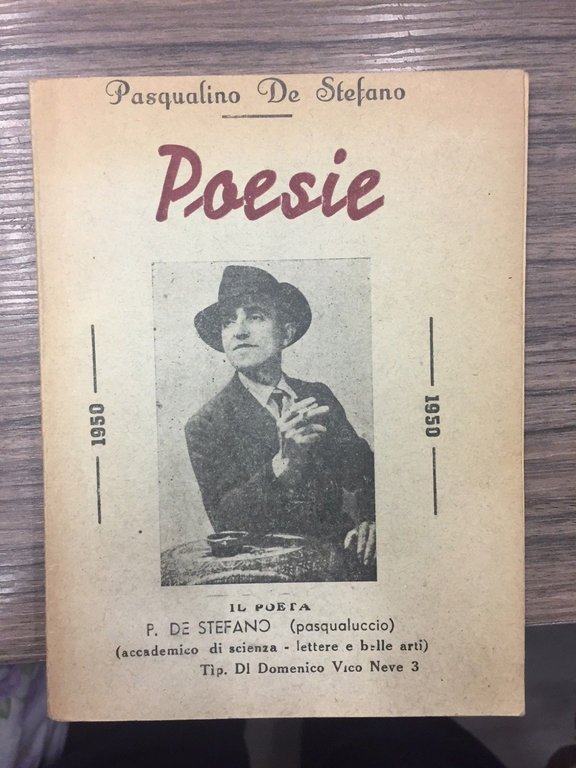 Pasqualino De Stefano
Poesie
1950
1950
IL POETA
P. DE STEFANO (pasqualuccio)
(accademico di scienza - lettere e belle arti)
Tip. DI Domenico Vico Neve 3